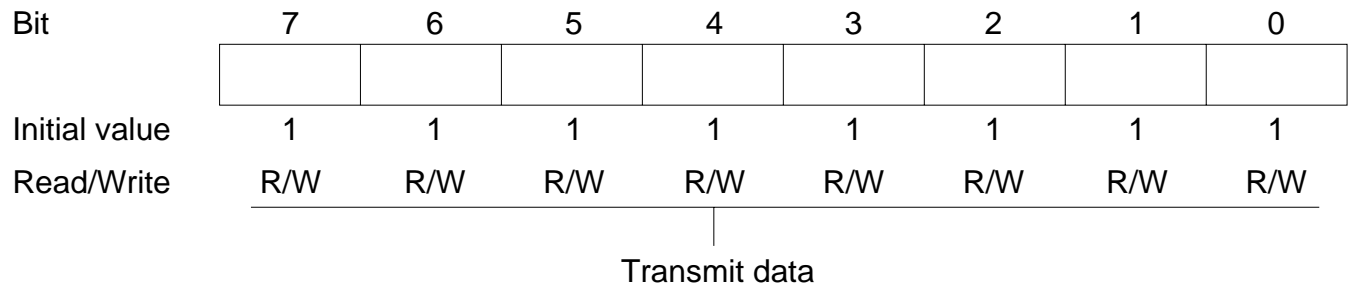 Bit 7 6 5 4 3 2 1 0
Initial value 1 1 1 1 1 1 1 1
Read/Write R/W R/W R/W R/W R/W R/W R/W R/W
Transmit data